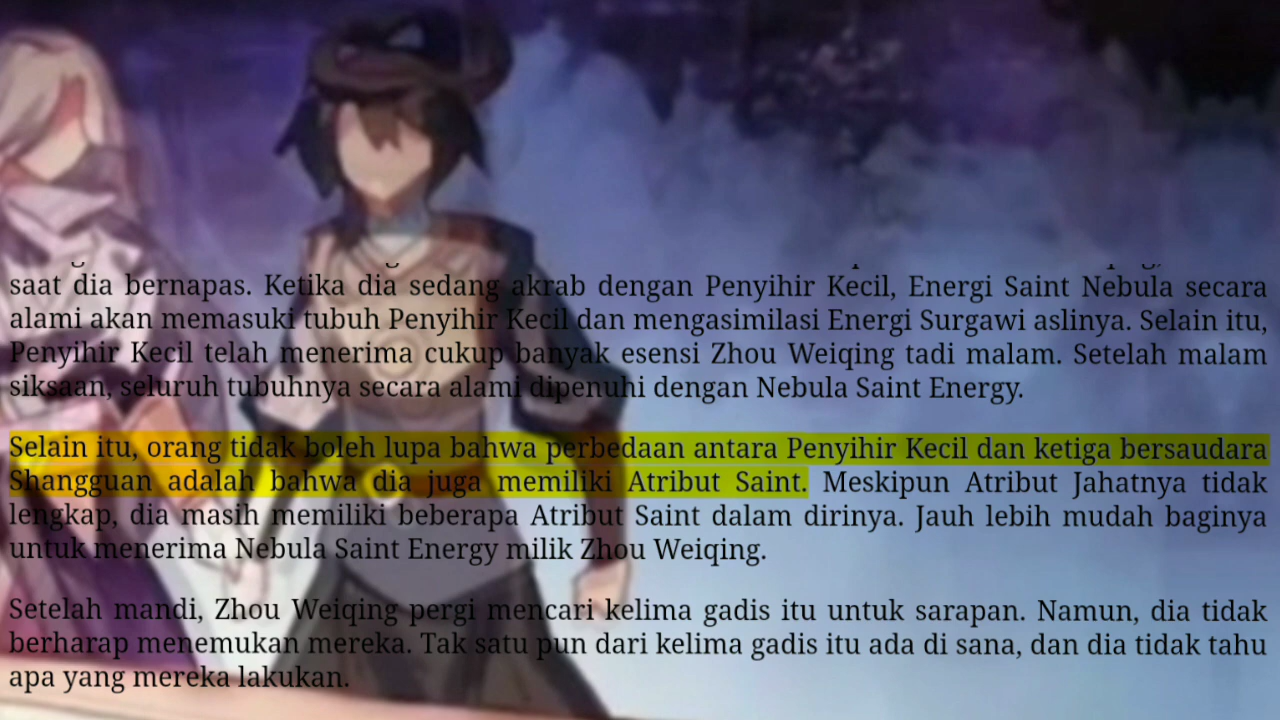 saat dia bernapas. Ketika dia sedang akrab dengan Penyihir Kecil, Energi Saint Nebula secara
alami akan memasuki tubuh Penyihir Kecil dan mengasimilasi Energi Surgawi aslinya. Selain itu,
Penyihir Kecil telah menerima cukup banyak esensi Zhou Weiqing tadi malam. Setelah malam
siksaan, seluruh tubuhnya secara alami dipenuhi dengan Nebula Saint Energy.
Selain itu, orang tidak boleh lupa bahwa perbedaan antara Penyihir Kecil dan ketiga bersaudara
Shangguan adalah bahwa dia juga memiliki Atribut Saint. Meskipun Atribut Jahatnya tidak
lengkap, dia masih memiliki beberapa Atribut Saint dalam dirinya. Jauh lebih mudah baginya
untuk menerima Nebula Saint Energy milik Zhou Weiqing.
Setelah mandi, Zhou Weiqing pergi mencari kelima gadis itu untuk sarapan. Namun, dia tidak
berharap menemukan mereka. Tak satu pun dari kelima gadis itu ada di sana, dan dia tidak tahu
apa yang mereka lakukan.